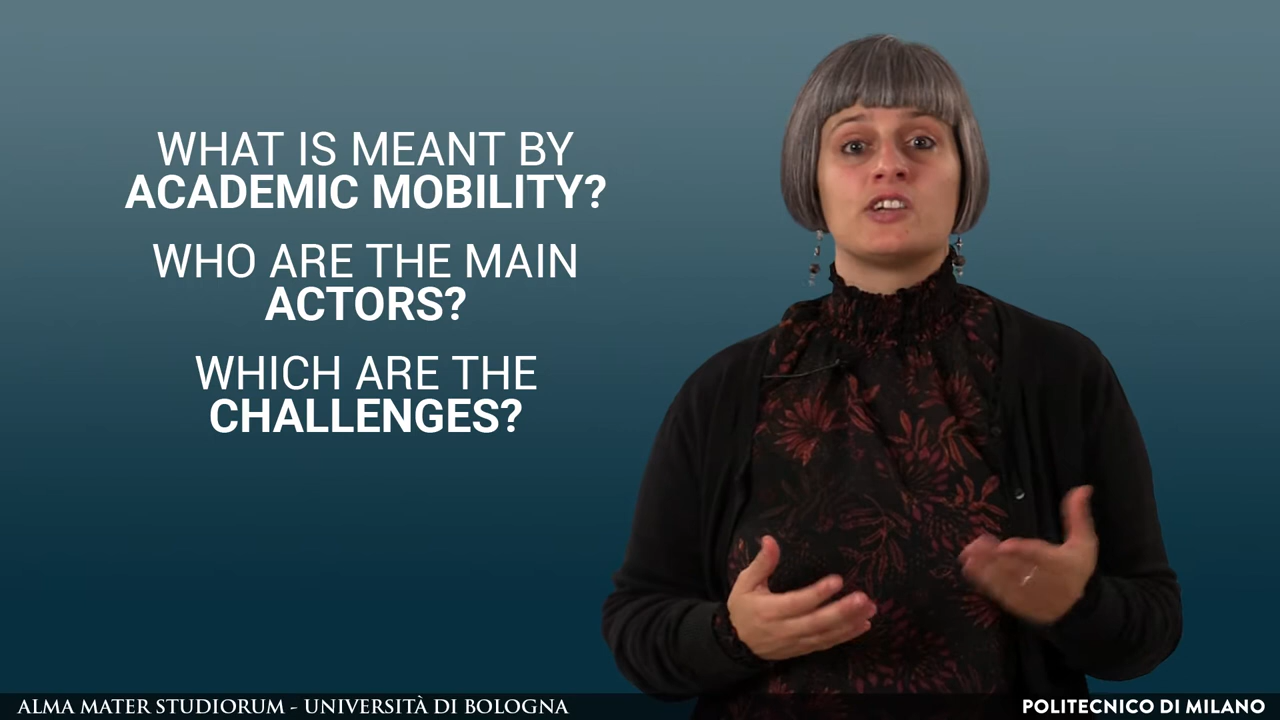 WHAT IS MEANT BY
ACADEMIC MOBILITY?
WHO ARE THE MAIN
ACTORS?
WHICH ARE THE
CHALLENGES?
ALMA MATER STUDIORUM - UNIVERSITÀ DI BOLOGNA
POLITECNICO DI MILANO